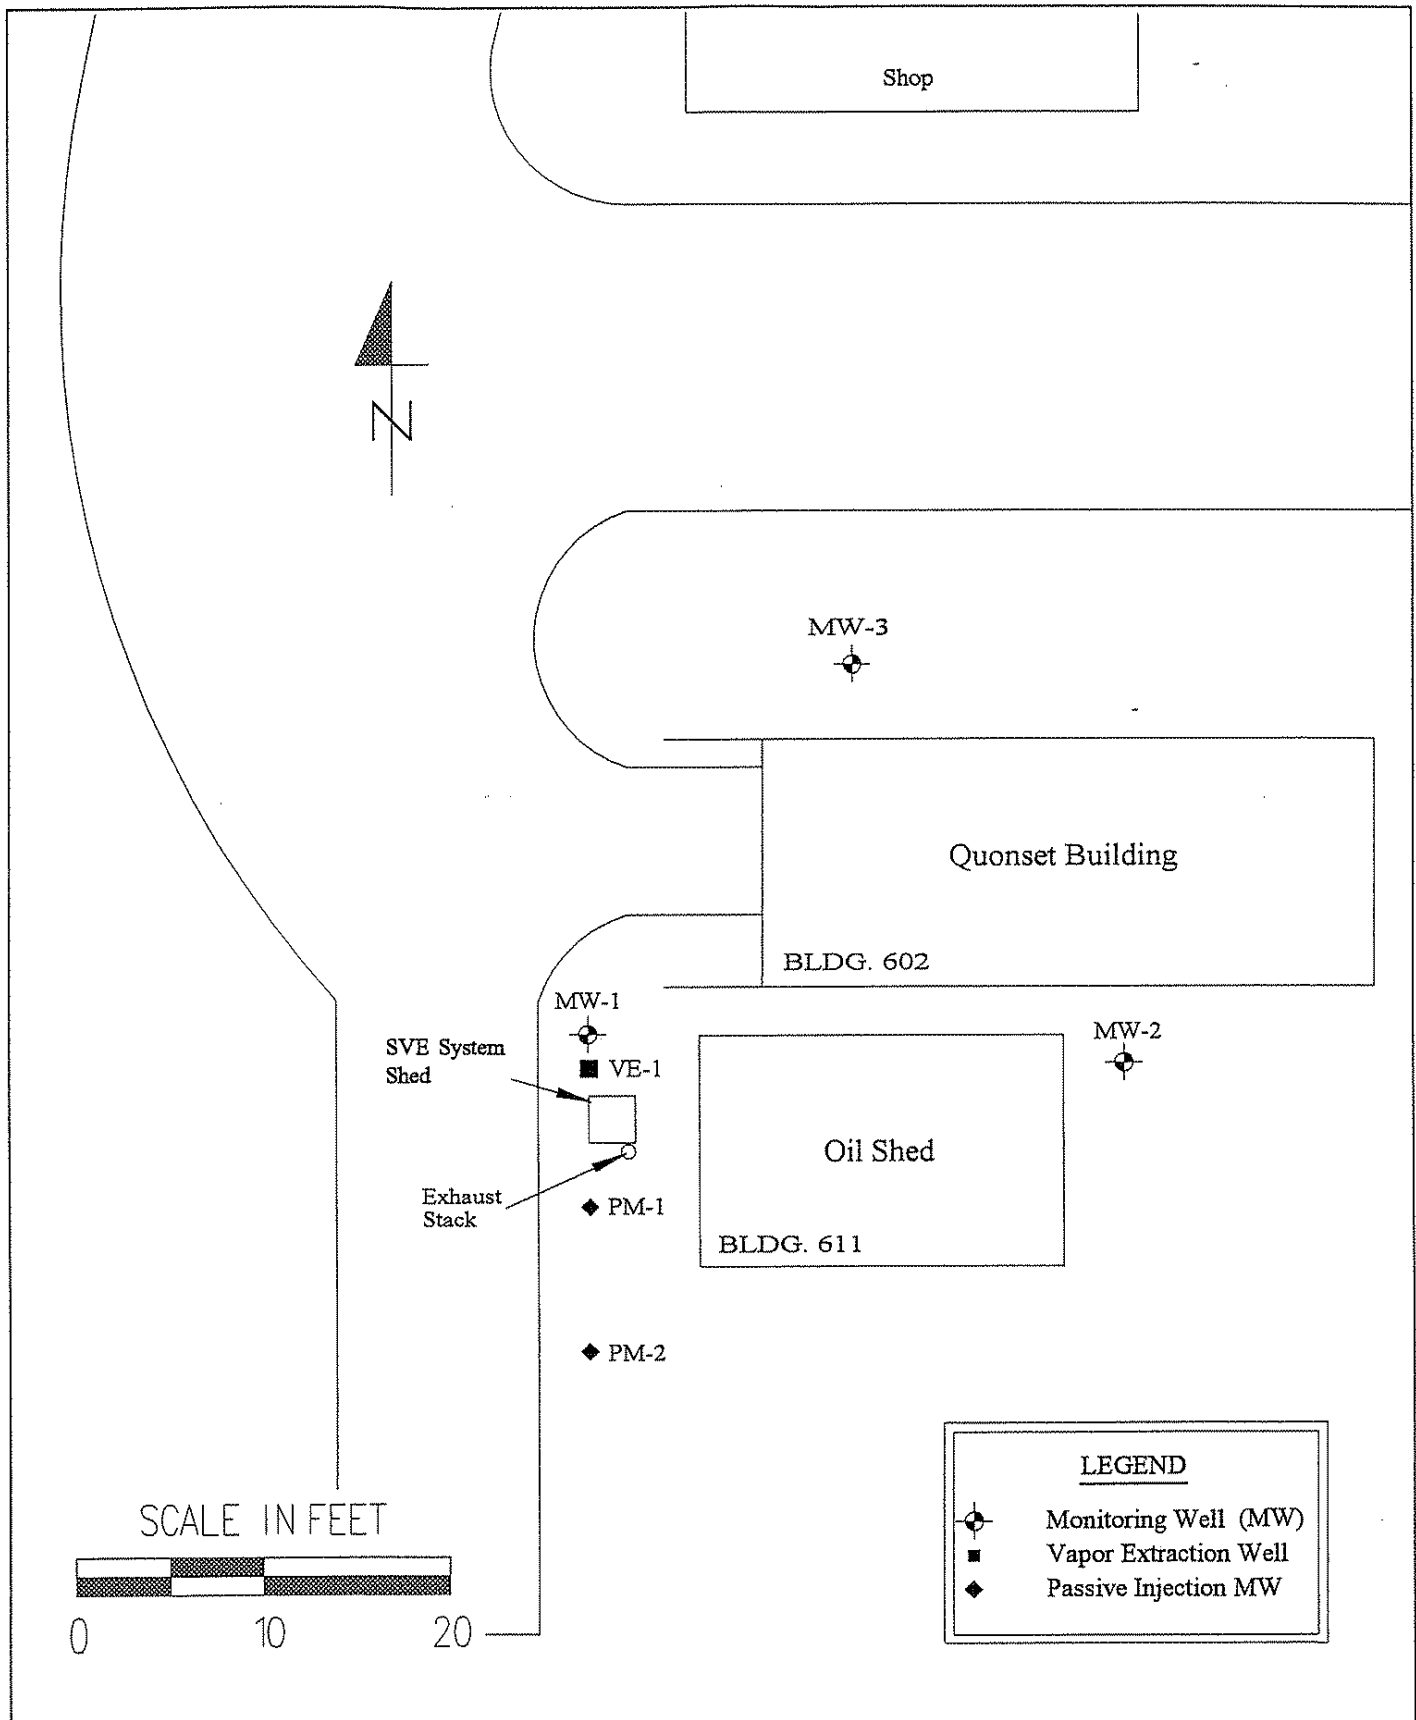 Shop
N
MW-3
Quonset Building
BLDG. 602
MW-1
MW-2
SVE System
Shed
VE-1
Oil Shed
Exhaust
Stack
PM-1
BLDG. 611
PM-2
LEGEND
Monitoring Well (MW)
Vapor Extraction Well
Passive Injection MW
SCALE IN FEET
0 10 20